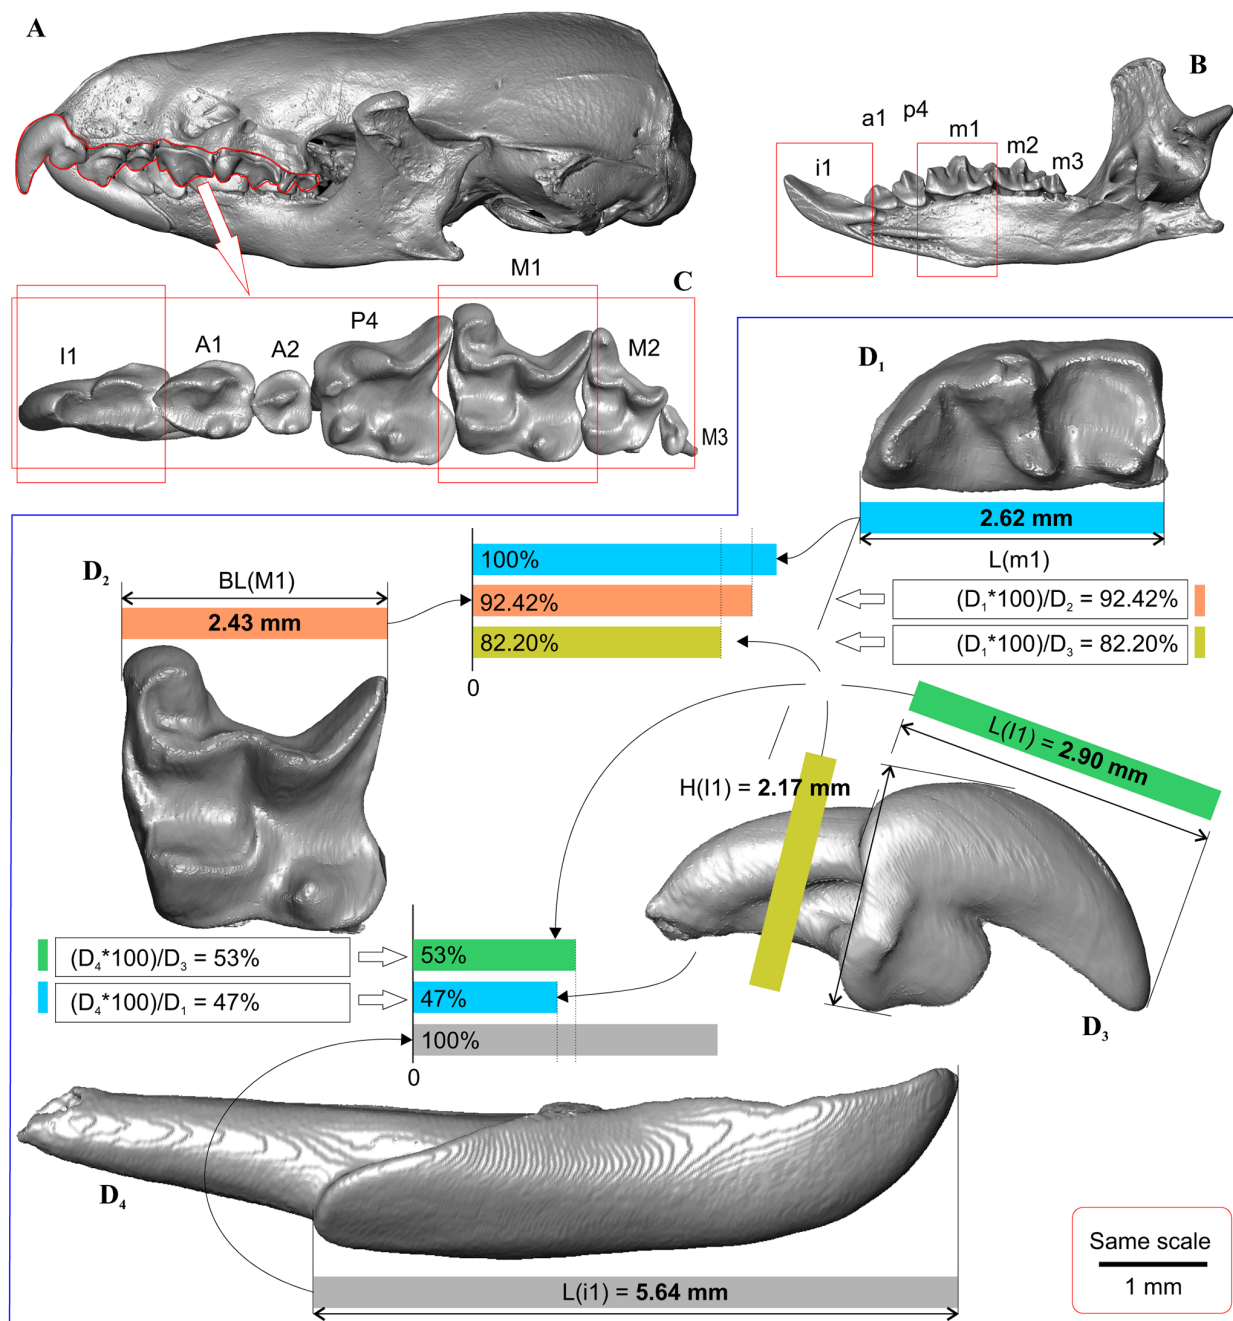 A
B
a1
p4
m1
m2
m3
i1
M1
C
I1
A1
A2
P4
M2
M3
D₁
2.62 mm
L(m1)
D₂
BL(M1)
2.43 mm
100%
92.42%
82.20%
0
(D₁*100)/D₂ = 92.42%
(D₁*100)/D₃ = 82.20%
L(I1) = 2.90 mm
H(I1) = 2.17 mm
D₃
(D₄*100)/D₃ = 53%
(D₄*100)/D₁ = 47%
53%
47%
100%
0
D₄
L(i1) = 5.64 mm
Same scale
1 mm